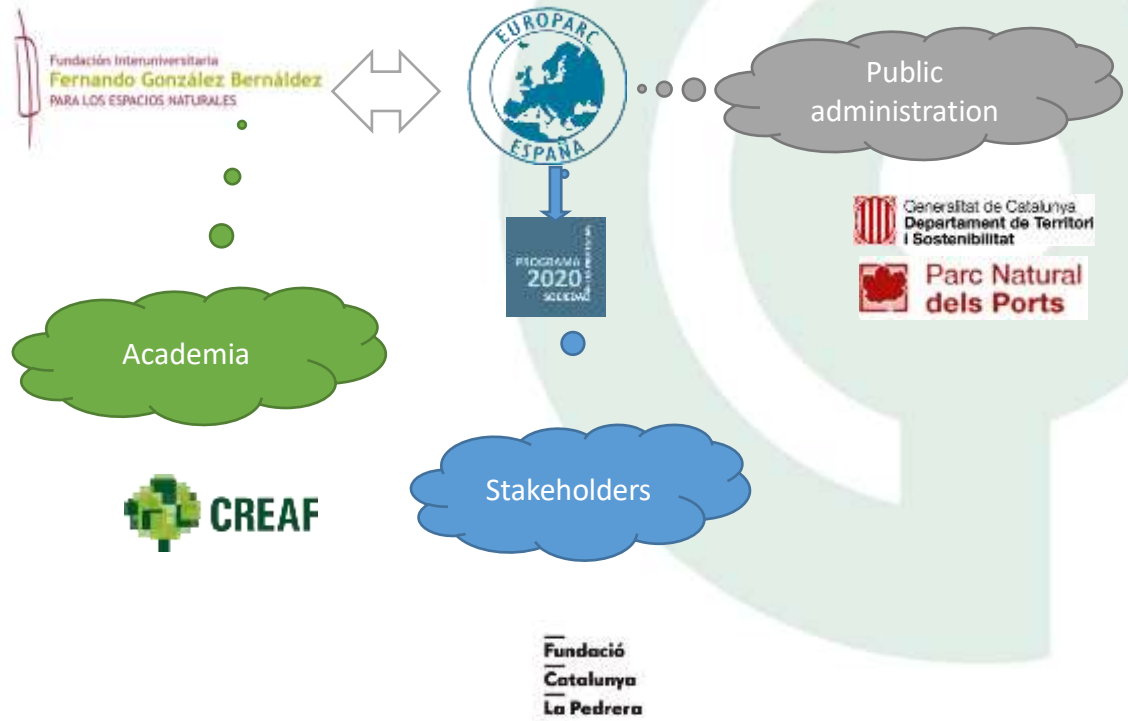 Fundación Interuniversitaria
Fernando González Bernáldez
PARA LOS ESPACIOS NATURALES
EUROPARC
ESPAÑA
Public
administration
PROGRAMA
2020
SOCIEDAD
Generalitat de Catalunya
Departament de Territori
i Sostenibilitat
Parc Natural
dels Ports
Academia
CREAF
Stakeholders
Fundació
Catalunya
La Pedrera